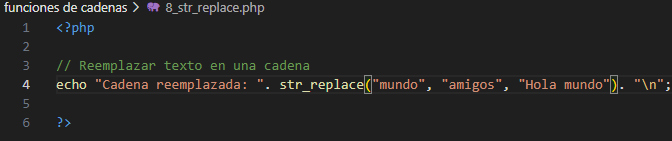 funciones de cadenas > 8_str_replace.php
1 <?php
2
3 // Reemplazar texto en una cadena
4 echo "Cadena reemplazada: ". str_replace("mundo", "amigos", "Hola mundo"). "\n";
5
6 ?>